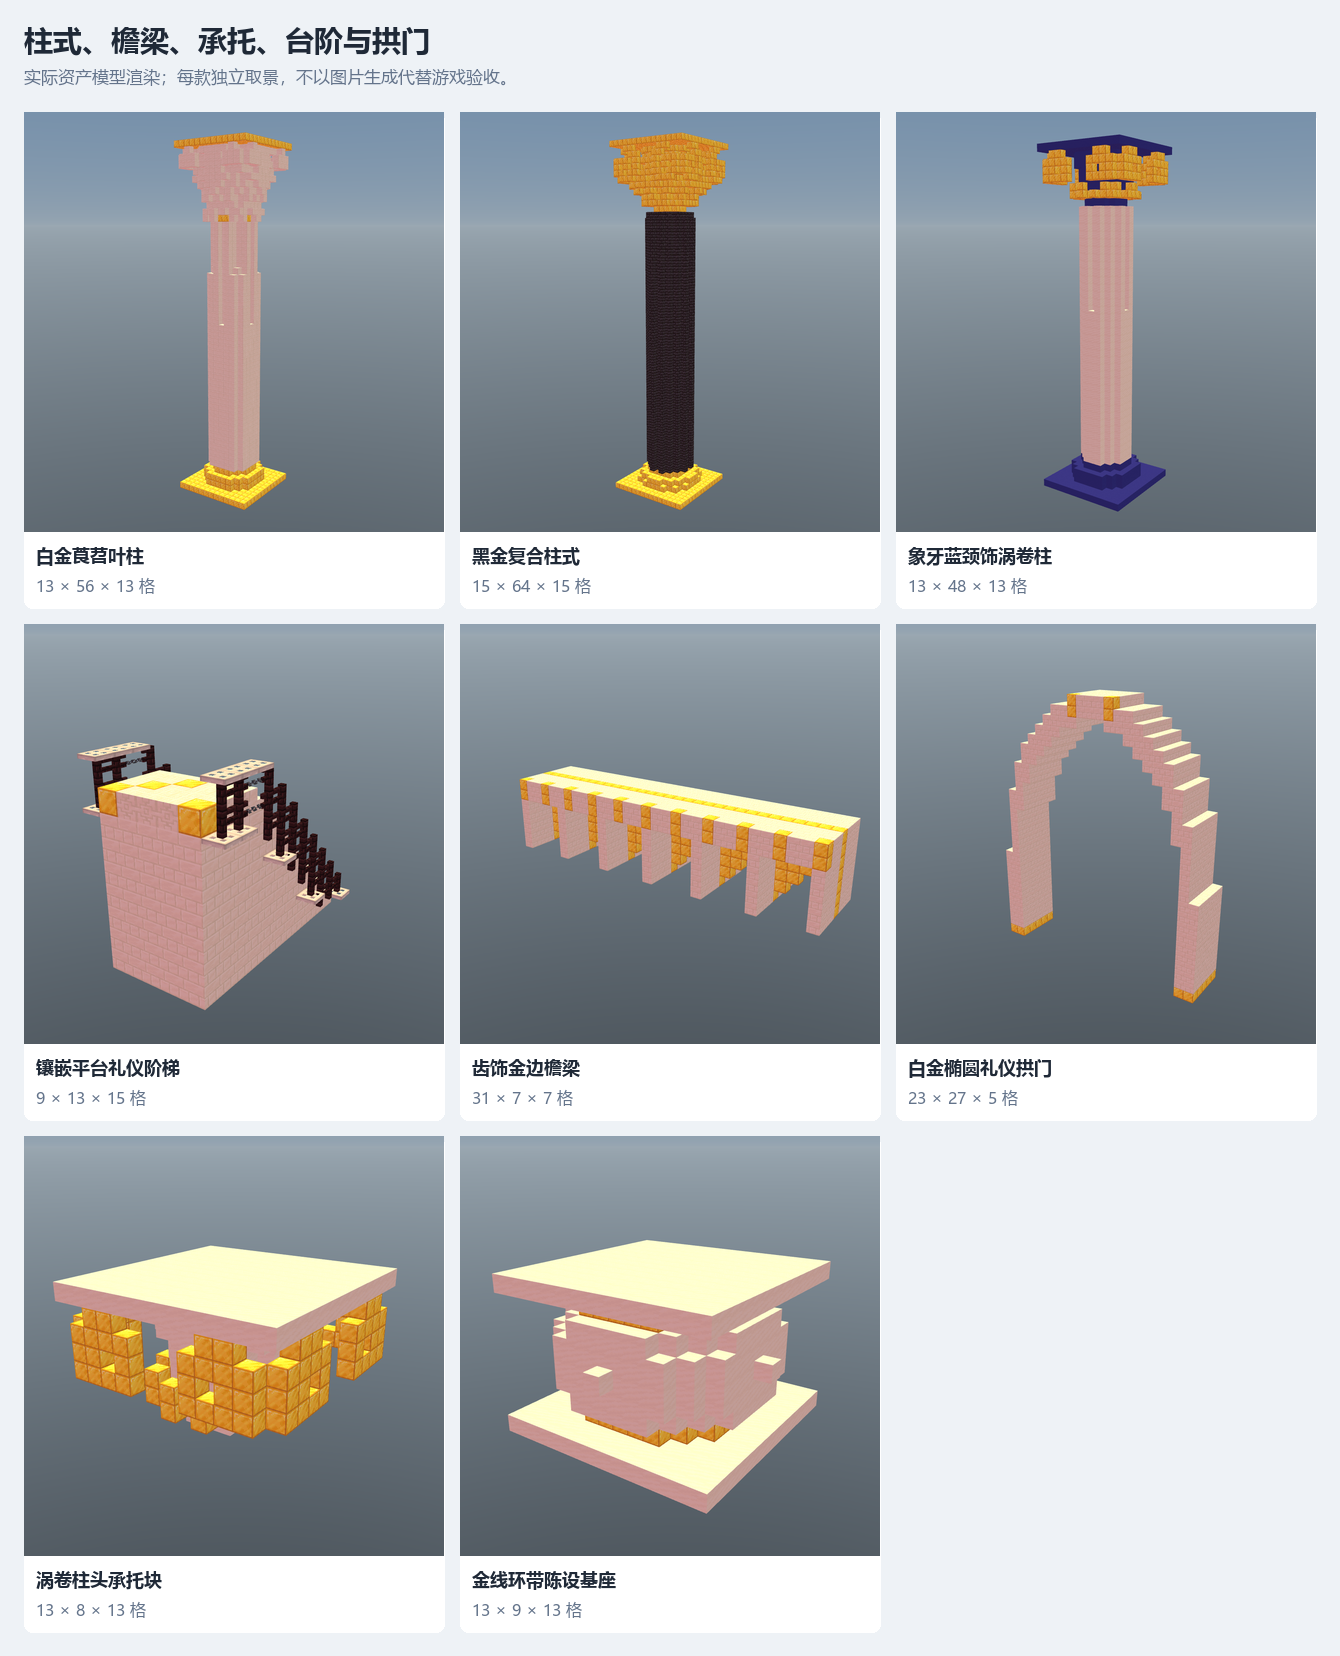 柱式、檐梁、承托、台阶与拱门
实际资产模型渲染；每款独立取景，不以图片生成代替游戏验收。
白金莨苕叶柱
13 × 56 × 13 格
黑金复合柱式
15 × 64 × 15 格
象牙蓝颈饰涡卷柱
13 × 48 × 13 格
镶嵌平台礼仪阶梯
9 × 13 × 15 格
齿饰金边檐梁
31 × 7 × 7 格
白金椭圆礼仪拱门
23 × 27 × 5 格
涡卷柱头承托块
13 × 8 × 13 格
金线环带陈设基座
13 × 9 × 13 格